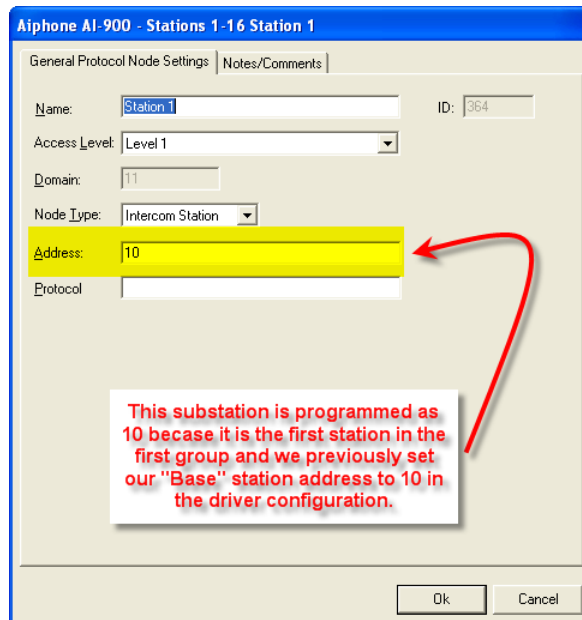 Aiphone AI-900 - Stations 1-16 Station 1
General Protocol Node Settings Notes/Comments
Name: Station 1 ID: 364
Access Level: Level 1
Domain: 11
Node Type: Intercom Station
Address: 10
Protocol
This substation is programmed as
10 becase it is the first station in the
first group and we previously set
our "Base" station address to 10 in
the driver configuration.
Ok Cancel